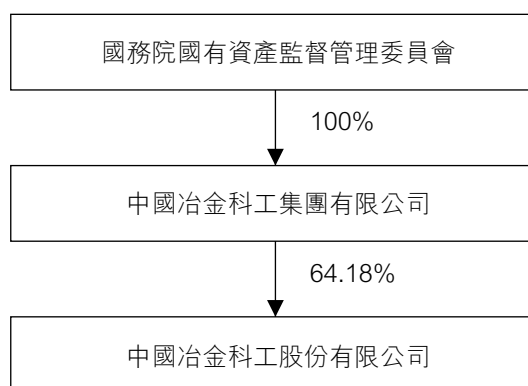 國務院國有資產監督管理委員會
100%
中國冶金科工集團有限公司
64.18%
中國冶金科工股份有限公司